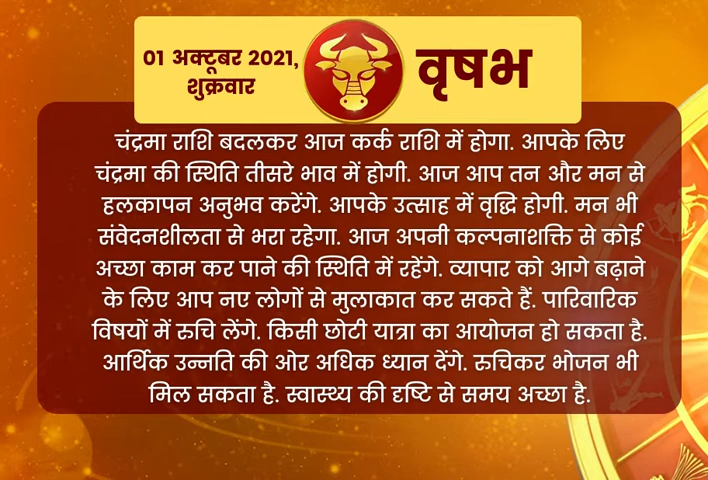 01 अक्टूबर 2021,
शुक्रवार
वृषभ
चंद्रमा राशि बदलकर आज कर्क राशि में होगा. आपके लिए
चंद्रमा की स्थिति तीसरे भाव में होगी. आज आप तन और मन से
हलकापन अनुभव करेंगे. आपके उत्साह में वृद्धि होगी. मन भी
संवेदनशीलता से भरा रहेगा. आज अपनी कल्पनाशक्ति से कोई
अच्छा काम कर पाने की स्थिति में रहेंगे. व्यापार को आगे बढ़ाने
के लिए आप नए लोगों से मुलाकात कर सकते हैं. पारिवारिक
विषयों में रुचि लेंगे. किसी छोटी यात्रा का आयोजन हो सकता है.
आर्थिक उन्नति की ओर अधिक ध्यान देंगे. रुचिकर भोजन भी
मिल सकता है. स्वास्थ्य की दृष्टि से समय अच्छा है.